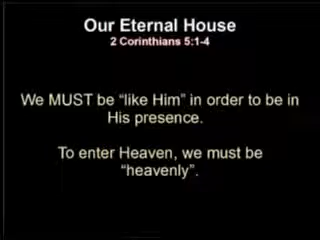 Our Eternal House
2 Corinthians 5:1-4
We MUST be “like Him” in order to be in
His presence.
To enter Heaven, we must be
“heavenly”.